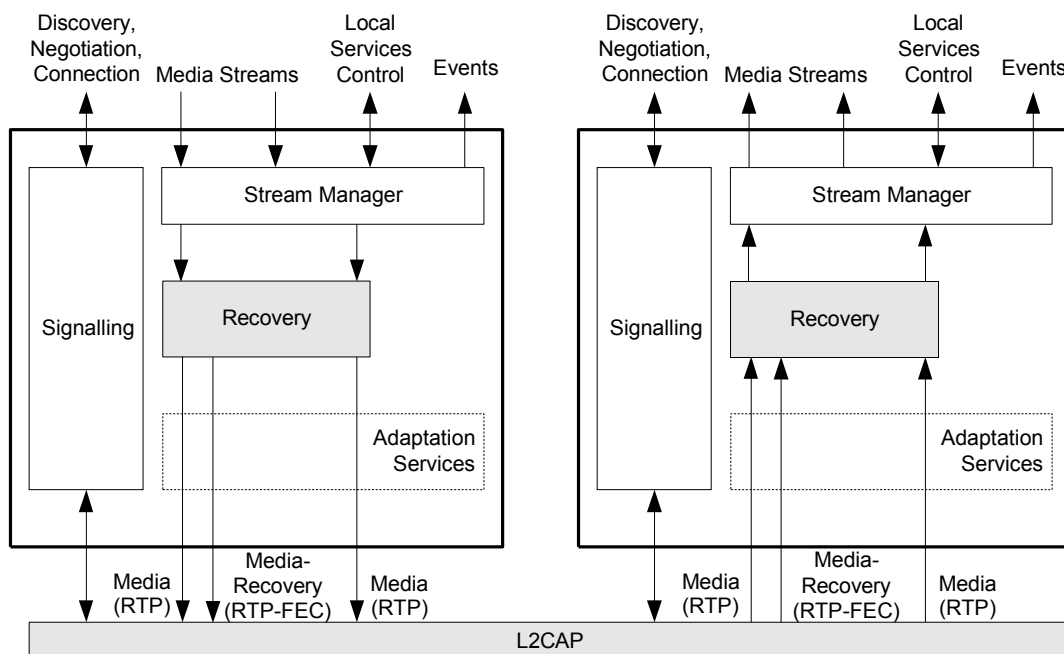 Discovery,
Negotiation,
Connection
Media Streams
Local
Services
Control
Events
Stream Manager
Signalling
Recovery
Adaptation
Services
Media
(RTP)
Media-
Recovery
(RTP-FEC)
Media
(RTP)
Discovery,
Negotiation,
Connection
Media Streams
Local
Services
Control
Events
Stream Manager
Signalling
Recovery
Adaptation
Services
Media
(RTP)
Media-
Recovery
(RTP-FEC)
Media
(RTP)
L2CAP